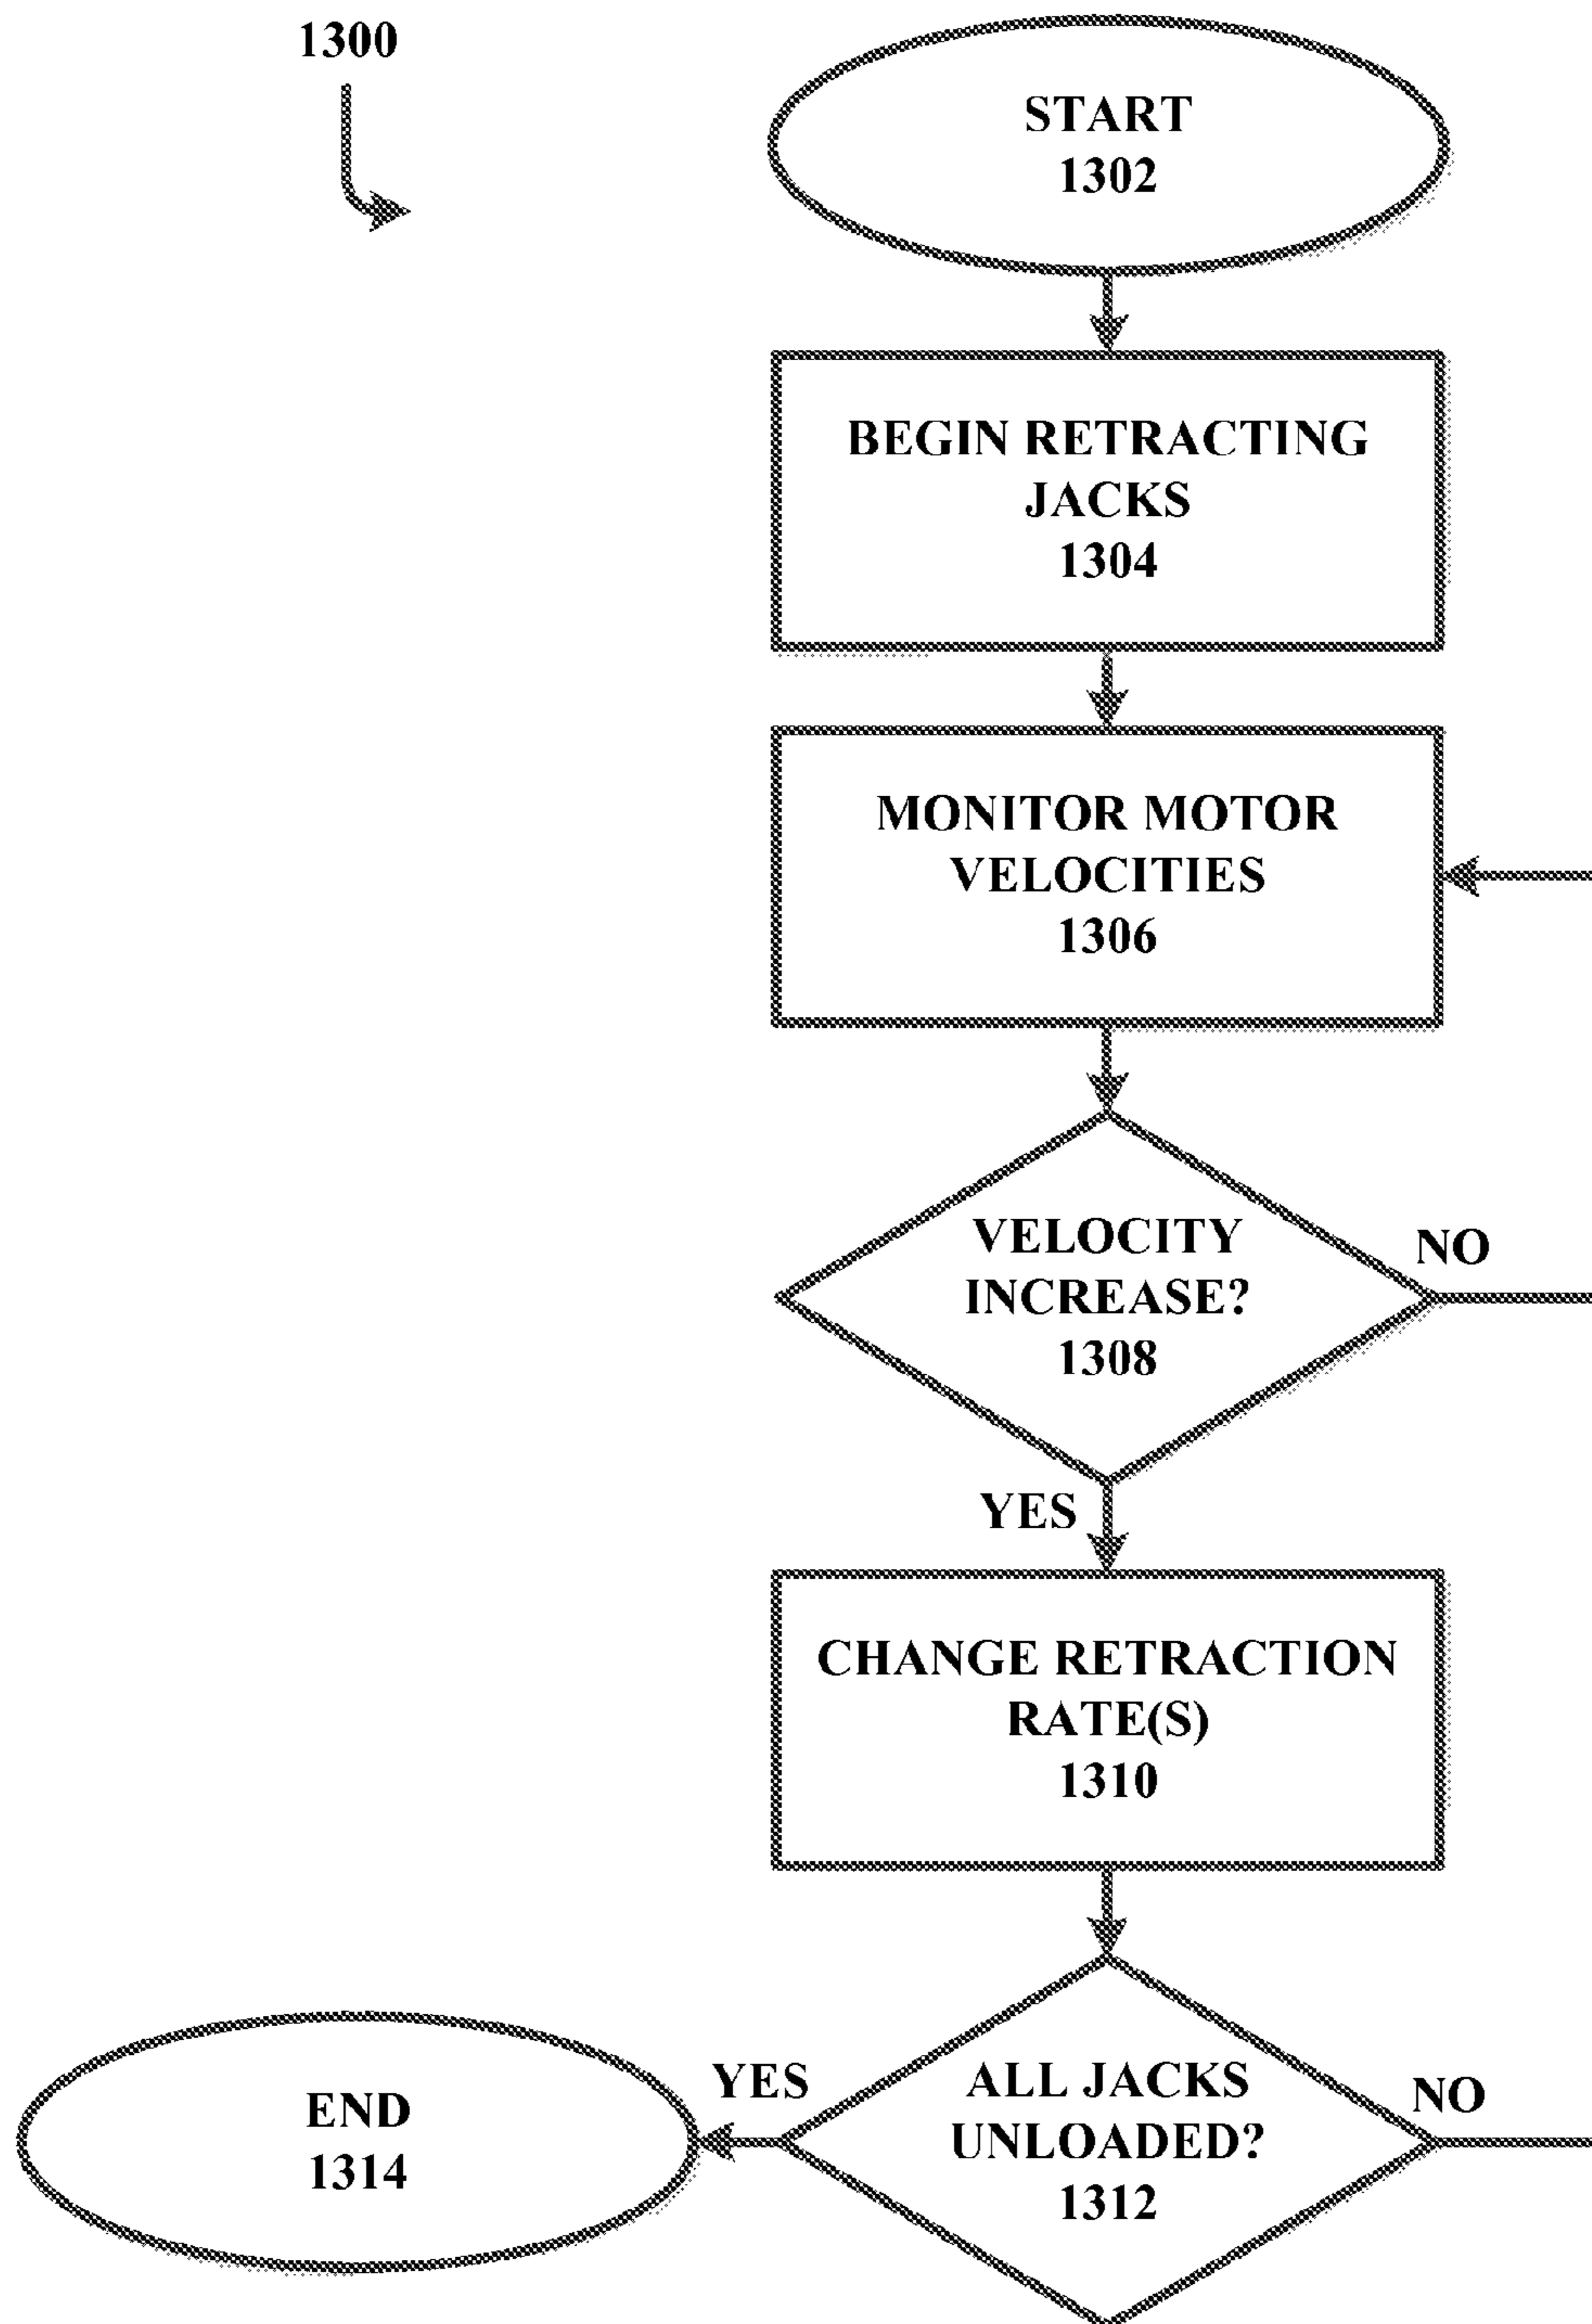 1300
START
1302
BEGIN RETRACTING
JACKS
1304
MONITOR MOTOR
VELOCITIES
1306
VELOCITY
INCREASE?
1308
NO
YES
CHANGE RETRACTION
RATE(S)
1310
ALL JACKS
UNLOADED?
1312
YES
NO
END
1314